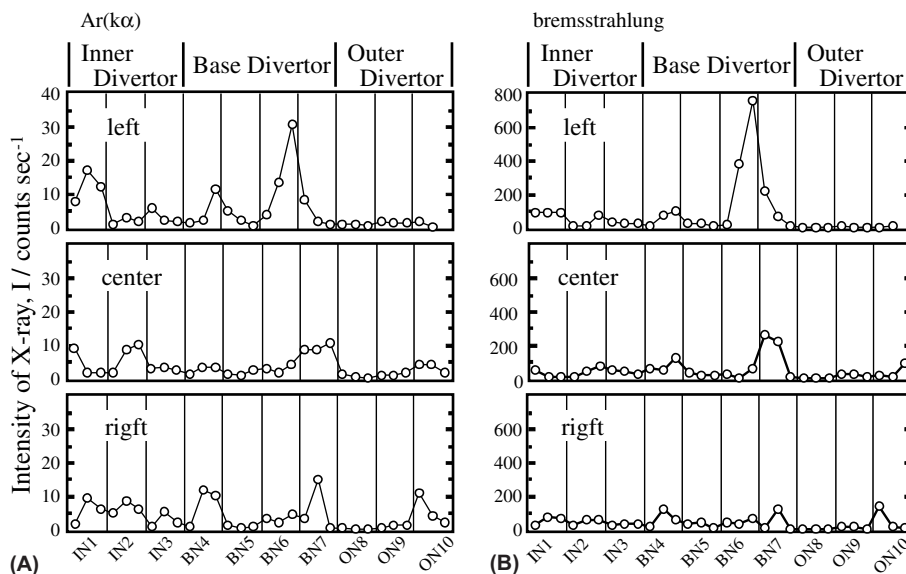 Ar(kα)
bremsstrahlung
Inner Divertor
Base Divertor
Outer Divertor
Inner Divertor
Base Divertor
Outer Divertor
Intensity of X-ray, I / counts sec-1
40
30
20
10
0
left
30
20
10
0
center
30
20
10
0
rigft
800
600
400
200
0
left
800
600
400
200
0
center
600
400
200
0
rigft
(A)
IN1 IN2 IN3 BN4 BN5 BN6 BN7 ON8 ON9 ON10
(B)
IN1 IN2 IN3 BN4 BN5 BN6 BN7 ON8 ON9 ON10